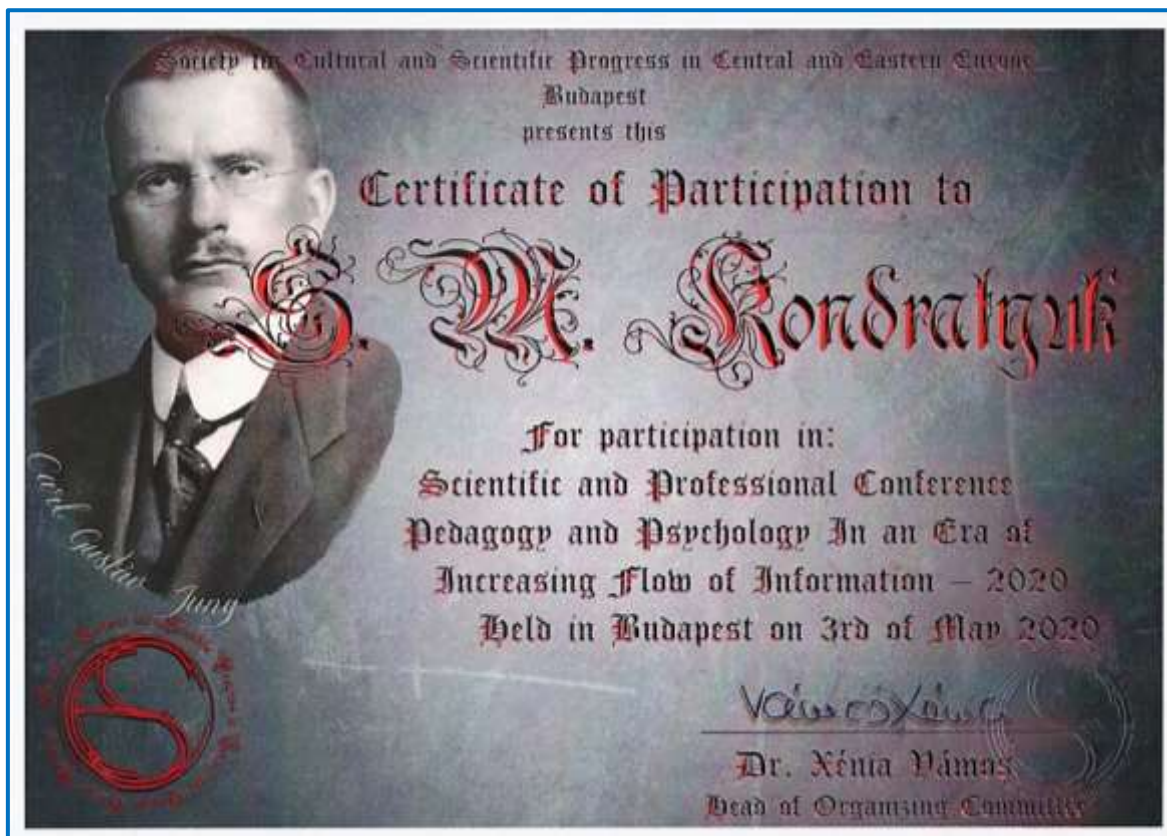 Society for Cultural and Scientific Progress in Central and Eastern Europe
Budapest
presents this
Certificate of Participation to
S. M. Kondratyuk
For participation in:
Scientific and Professional Conference
Pedagogy and Psychology In an Era of
Increasing Flow of Information – 2020
Held in Budapest on 3rd of May 2020
Carl Gustav Jung
Vámos Xénia
Dr. Xénia Vámos
Head of Organizing Committee